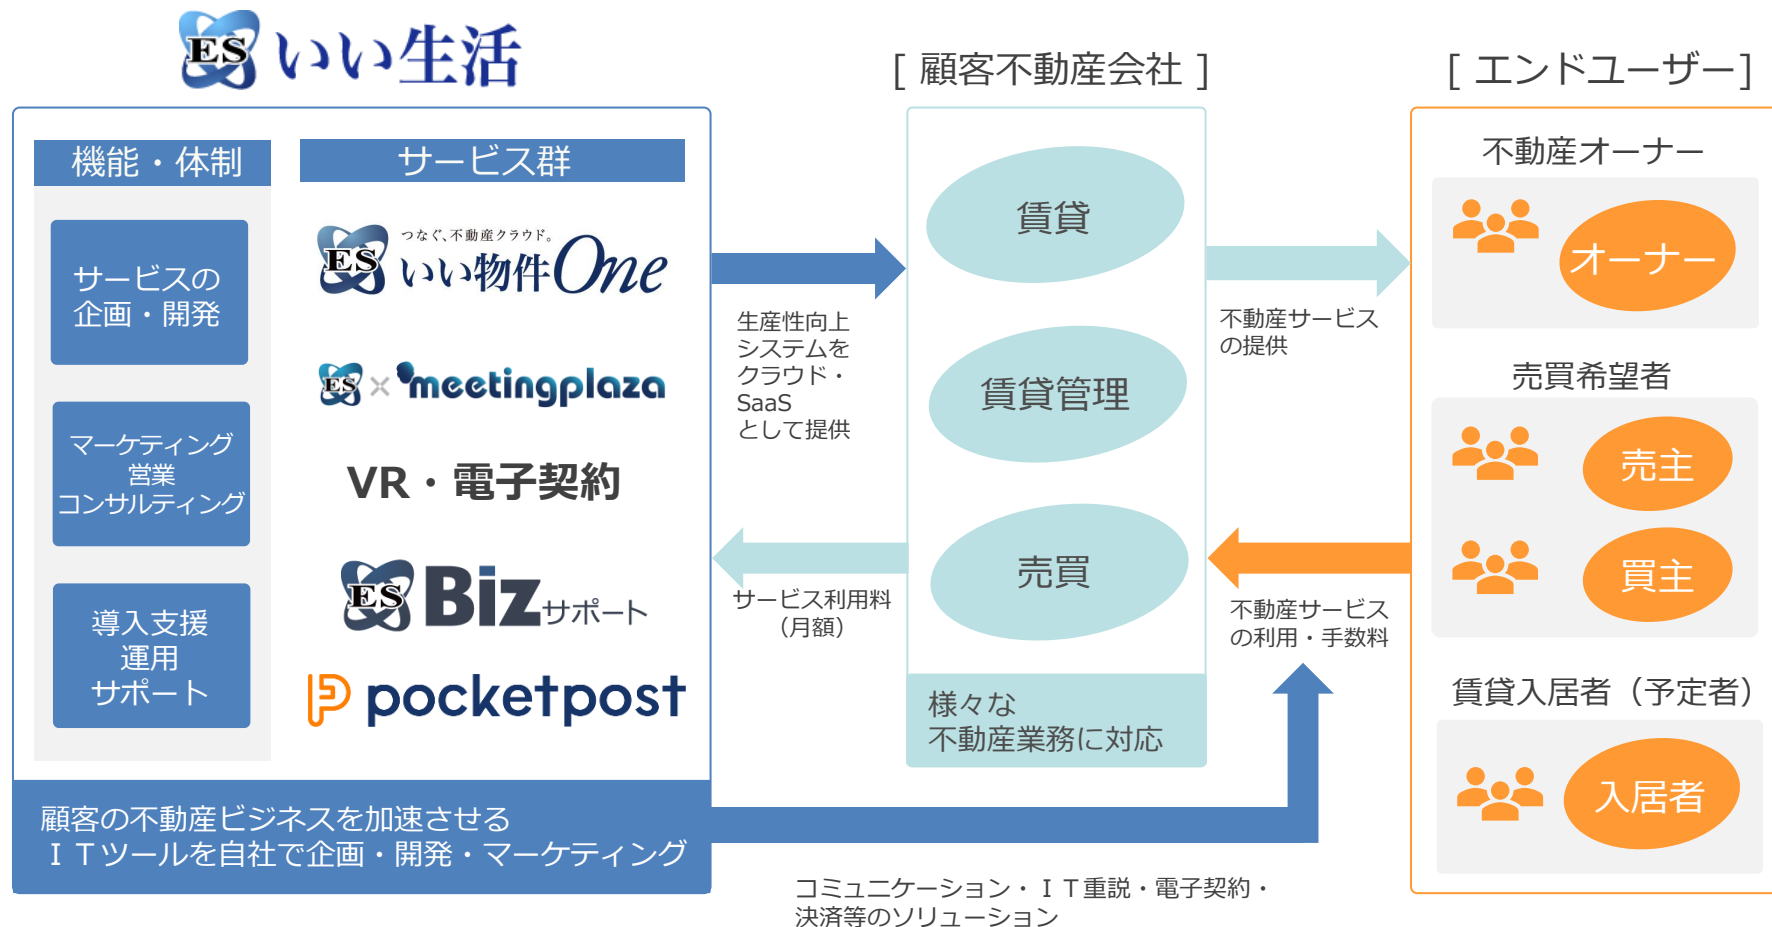 ES いい生活
機能・体制
サービスの
企画・開発
マーケティング
営業
コンサルティング
導入支援
運用
サポート
サービス群
つなぐ、不動産クラウド。
ES いい物件One
ES × meetingplaza
VR・電子契約
ES Bizサポート
pocketpost
顧客の不動産ビジネスを加速させる
ＩＴツールを自社で企画・開発・マーケティング
生産性向上
システムを
クラウド・
SaaS
として提供
サービス利用料
（月額）
[ 顧客不動産会社 ]
賃貸
賃貸管理
売買
様々な
不動産業務に対応
不動産サービス
の提供
不動産サービス
の利用・手数料
コミュニケーション・ＩＴ重説・電子契約・
決済等のソリューション
[ エンドユーザー]
不動産オーナー
オーナー
売買希望者
売主
買主
賃貸入居者（予定者）
入居者